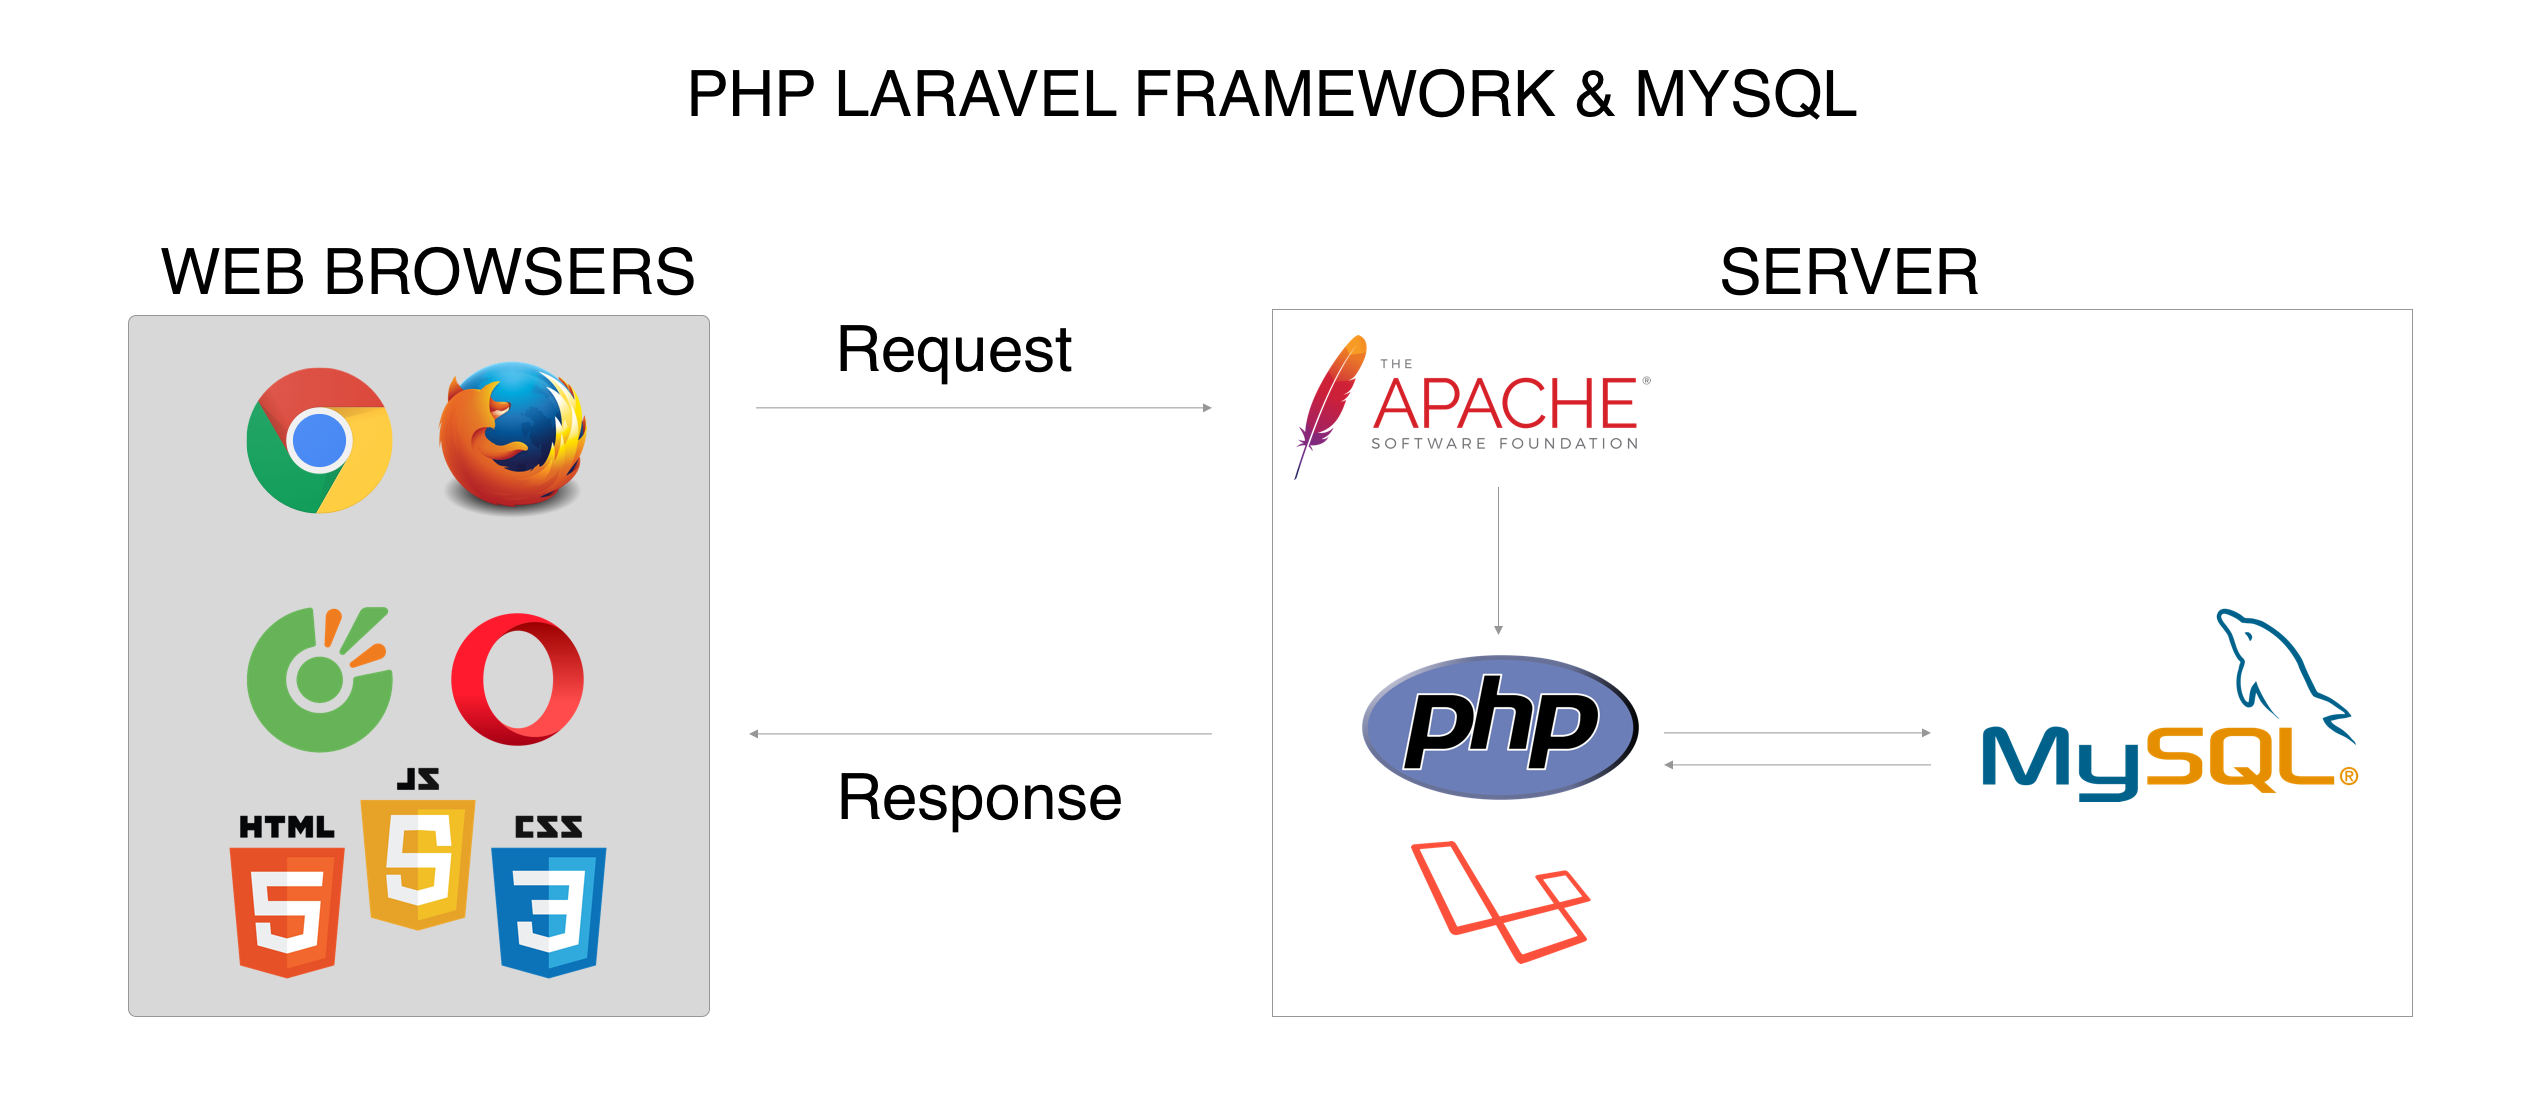 PHP LARAVEL FRAMEWORK & MYSQL
WEB BROWSERS
SERVER
Request
THE
APACHE®
SOFTWARE FOUNDATION
php
MySQL®
Response
JS
HTML
CSS
5
5
3